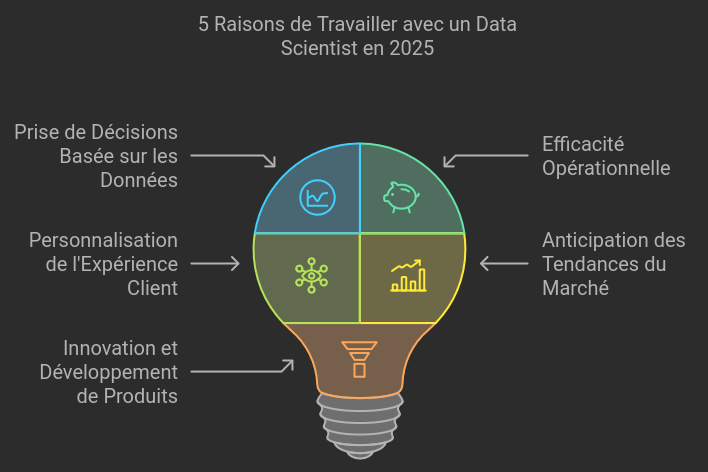 5 Raisons de Travailler avec un Data
Scientist en 2025
Prise de Décisions
Basée sur les
Données
Efficacité
Opérationnelle
Personnalisation
de l'Expérience
Client
Anticipation des
Tendances du
Marché
Innovation et
Développement
de Produits